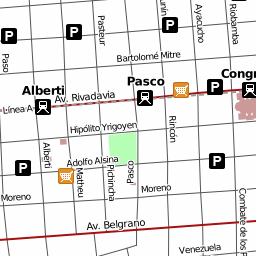 Junín
Ayacucho
Riobamba
Pasteur
Paso
Bartolomé Mitre
Pasco
Congr
Alberti
Av. Rivadavia
Línea A
Hipólito Yrigoyen
Rincón
Alberti
Adolfo Alsina
Matheu
Pichincha
Pasco
Moreno
Moreno
Combate de los P
Av. Belgrano
Venezuela
P
P
P
P
P
P